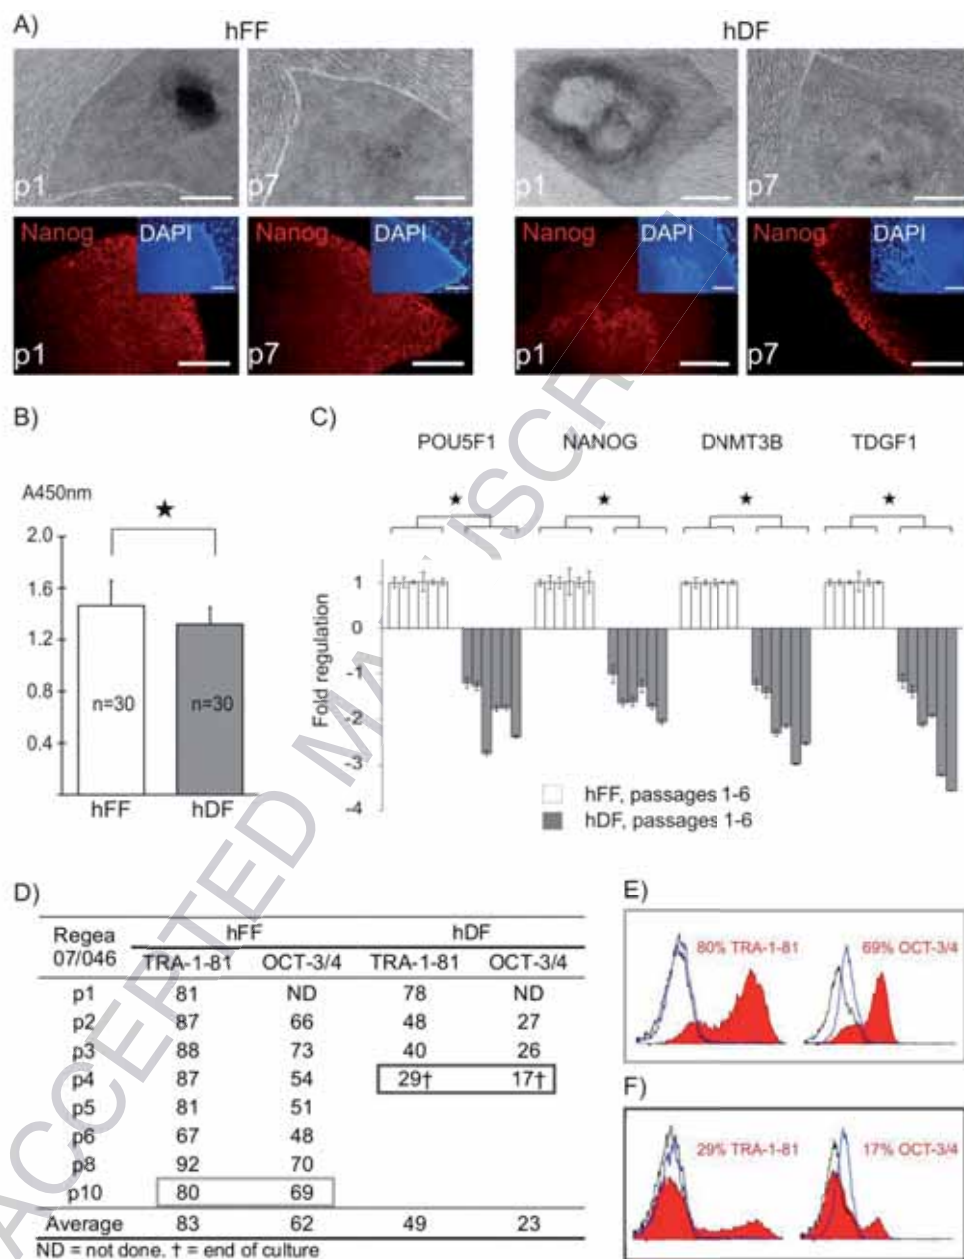 A)
hFF hDF
p1 p7 p1 p7
Nanog DAPI Nanog DAPI Nanog DAPI Nanog DAPI
p1 p7 p1 p7
B)
A450nm
★
2.0
1.6
1.2
0.8
0.4
n=30 n=30
hFF hDF
C)
POU5F1 NANOG DNMT3B TDGF1
★ ★ ★ ★
Fold regulation
1
0
-1
-2
-3
-4
hFF, passages 1-6
hDF, passages 1-6
D)
Regea 07/046 hFF hDF
TRA-1-81 OCT-3/4 TRA-1-81 OCT-3/4
p1 81 ND 78 ND
p2 87 66 48 27
p3 88 73 40 26
p4 87 54 29† 17†
p5 81 51
p6 67 48
p8 92 70
p10 80 69
Average 83 62 49 23
ND = not done, † = end of culture
E)
80% TRA-1-81 69% OCT-3/4
F)
29% TRA-1-81 17% OCT-3/4
ACCEPTED MANUSCRIPT